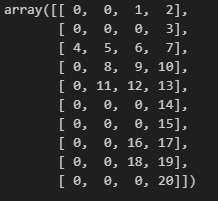 array([[ 0,  0,  1,  2],
       [ 0,  0,  0,  3],
       [ 4,  5,  6,  7],
       [ 0,  8,  9, 10],
       [ 0, 11, 12, 13],
       [ 0,  0,  0, 14],
       [ 0,  0,  0, 15],
       [ 0,  0, 16, 17],
       [ 0,  0, 18, 19],
       [ 0,  0,  0, 20]])